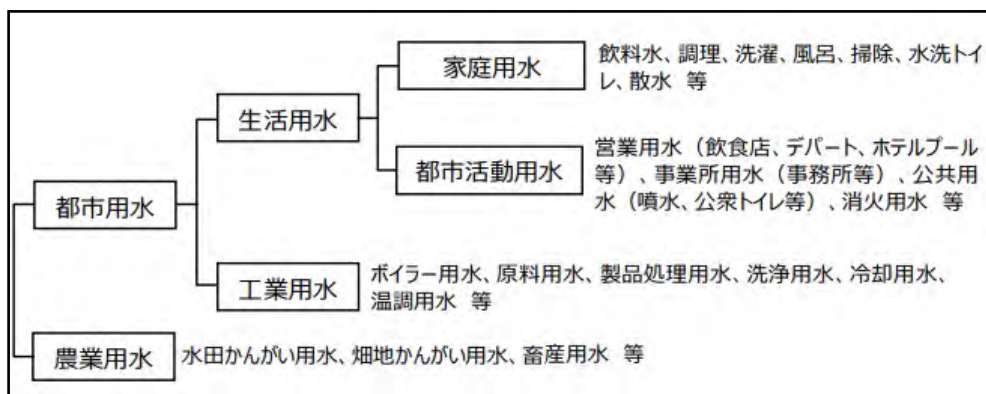 家庭用水
飲料水、調理、洗濯、風呂、掃除、水洗トイ
レ、散水 等
生活用水
都市活動用水
営業用水（飲食店、デパート、ホテルプール
等）、事業所用水（事務所等）、公共用
水（噴水、公衆トイレ等）、消火用水 等
都市用水
工業用水
ボイラー用水、原料用水、製品処理用水、洗浄用水、冷却用水、
温調用水 等
農業用水
水田かんがい用水、畑地かんがい用水、畜産用水 等